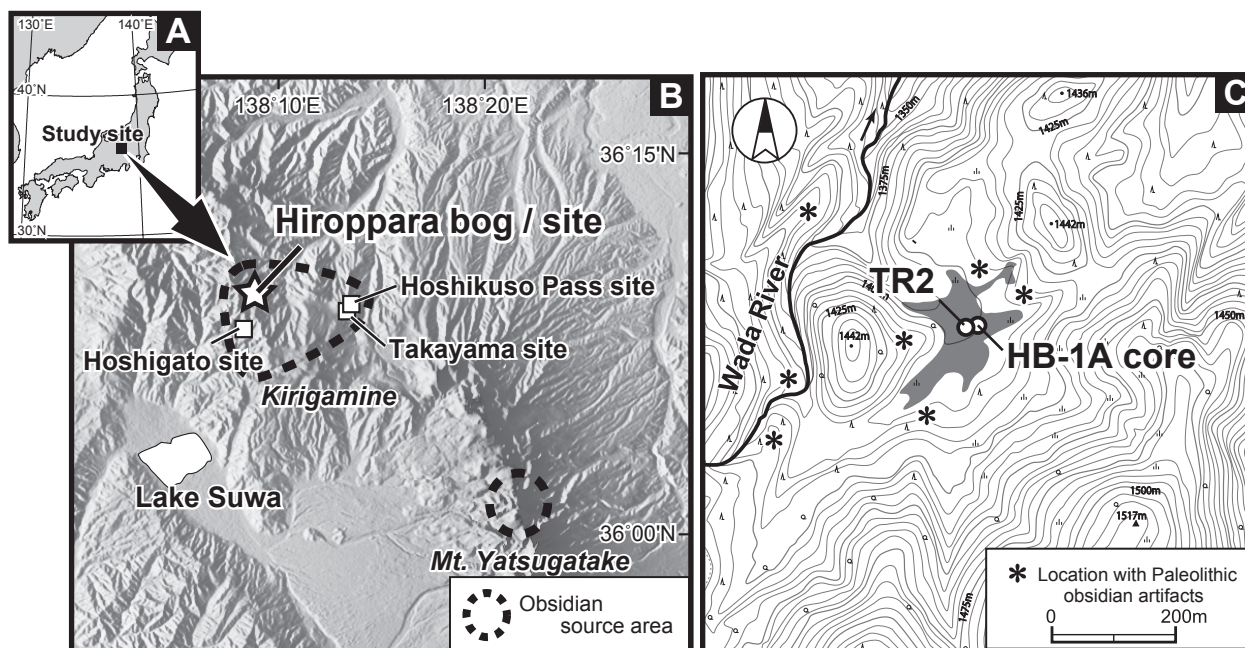 130°E
140°E
A
40°N
Study site
30°N
B
138°10'E
138°20'E
36°15'N
Hiroppara bog / site
Hoshikuso Pass site
Takayama site
Hoshigato site
Kirigamine
Lake Suwa
36°00'N
Mt. Yatsugatake
Obsidian
source area
C
1436m
1425m
1350m
1375m
1425m
1442m
TR2
1425m
1442m
1450m
Wada River
HB-1A core
1500m
1517m
1475m
Location with Paleolithic
obsidian artifacts
0
200m